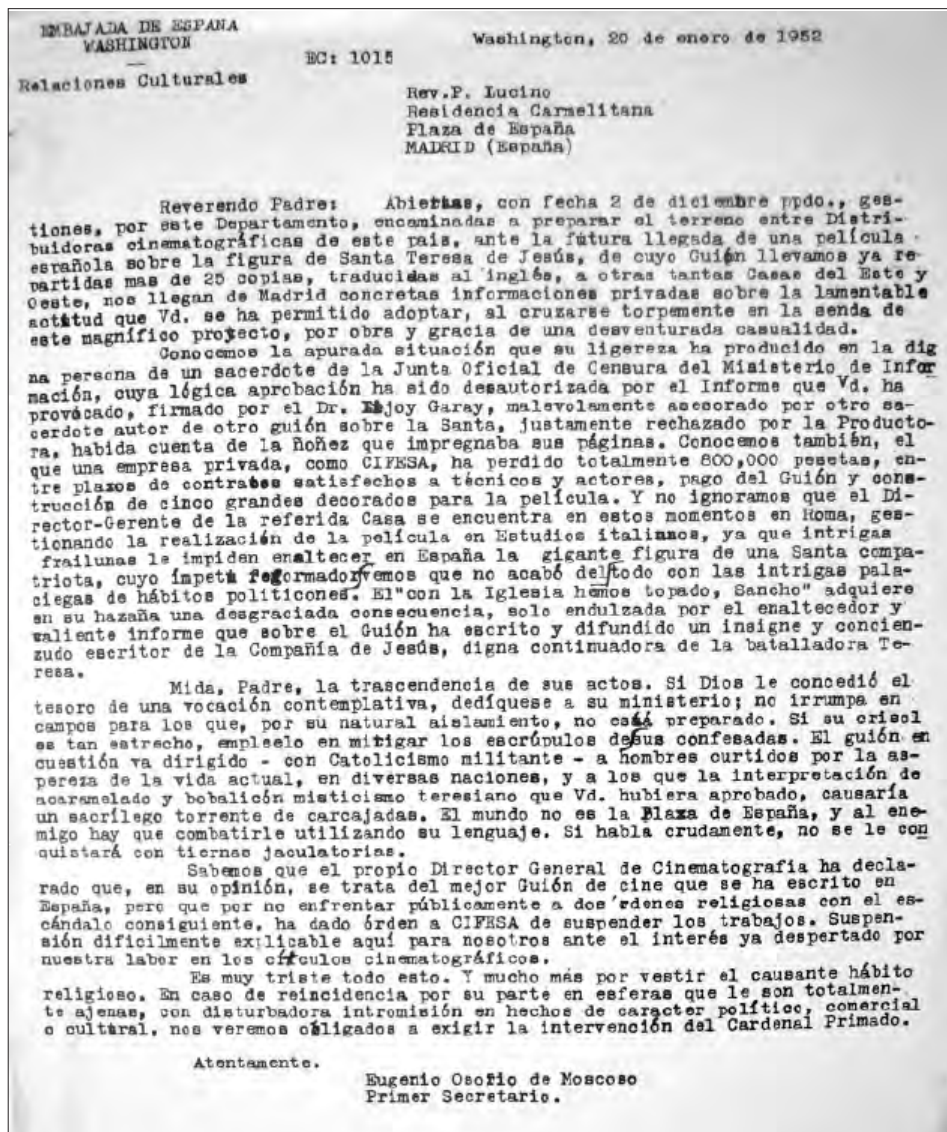 EMBAJADA DE ESPAÑA
WASHINGTON
—
Relaciones Culturales
EC: 1015
Washington, 20 de enero de 1952
Rev.P. Lucino
Residencia Carmelitana
Plaza de España
MADRID (España)
Reverendo Padre: Abiertas, con fecha 2 de diciembre ppdo., ges-
tiones, por este Departamento, encaminadas a preparar el terreno entre Distri-
buidoras cinematográficas de este pais, ante la fútura llegada de una película
española sobre la figura de Santa Teresa de Jesús, de cuyo Guión llevamos ya re-
partidas mas de 25 copias, traducidas al inglés, a otras tantas Casas del Este y
Oeste, nos llegan de Madrid concretas informaciones privadas sobre la lamentable
actitud que Vd. se ha permitido adoptar, al cruzarse torpemente en la senda de
este magnífico proyecto, por obra y gracia de una desventurada casualidad.
Conocemos la apurada situación que su ligereza ha producido en la dig
na persona de un sacerdote de la Junta Oficial de Censura del Ministerio de Infor
mación, cuya lógica aprobación ha sido desautorizada por el Informe que Vd. ha
provocado, firmado por el Dr. Eijoy Garay, malevolamente asesorado por otro sa-
cerdote autor de otro guión sobre la Santa, justamente rechazado por la Producto-
ra, habida cuenta de la ñoñez que impregnaba sus páginas. Conocemos también, el
que una empresa privada, como CIFESA, ha perdido totalmente 800,000 pesetas, en-
tre plazos de contratos satisfechos a técnicos y actores, pago del Guión y cons-
trucción de cinco grandes decorados para la película. Y no ignoramos que el Di-
rector-Gerente de la referida Casa se encuentra en estos momentos en Roma, ges-
tionando la realización de la película en Estudios italianos, ya que intrigas
frailunas le impiden enaltecer en España la gigante figura de una Santa compa-
triota, cuyo ímpetu reformador vemos que no acabó del todo con las intrigas pala-
ciegas de hábitos politicones. El"con la Iglesia hemos topado, Sancho" adquiere
en su hazaña una desgraciada consecuencia, solo endulzada por el enaltecedor y
valiente informe que sobre el Guión ha escrito y difundido un insigne y concien-
zudo escritor de la Compañía de Jesús, digna continuadora de la batalladora Te-
resa.
Mida, Padre, la trascendencia de sus actos. Si Dios le concedió el
tesoro de una vocación contemplativa, dedíquese a su ministerio; no irrumpa en
campos para los que, por su natural aislamiento, no está preparado. Si su crisol
es tan estrecho, empleelo en mitigar los escrúpulos de sus confesadas. El guión en
cuestión va dirigido - con Catolicismo militante - a hombres curtidos por la as-
pereza de la vida actual, en diversas naciones, y a los que la interpretación de
acaramelado y bobalicón misticismo teresiano que Vd. hubiera aprobado, causaría
un sacrílego torrente de carcajadas. El mundo no es la Plaza de España, y al ene-
migo hay que combatirle utilizando su lenguaje. Si habla crudamente, no se le con
quistará con tiernas jaculatorias.
Sabemos que el propio Director General de Cinematografía ha decla-
rado que, en su opinión, se trata del mejor Guión de cine que se ha escrito en
España, pero que por no enfrentar públicamente a dos 'rdenes religiosas con el es-
cándalo consiguiente, ha dado órden a CIFESA de suspender los trabajos. Suspen-
sión dificilmente explicable aquí para nosotros ante el interés ya despertado por
nuestra labor en los círculos cinematográficos.
Es muy triste todo esto. Y mucho más por vestir el causante hábito
religioso. En caso de reincidencia por su parte en esferas que le son totalmen-
te ajenas, con disturbadora intromisión en hechos de carácter político, comercial
o cultural, nos veremos obligados a exigir la intervención del Cardenal Primado.
Atentamente.
Eugenio Osorio de Moscoso
Primer Secretario.